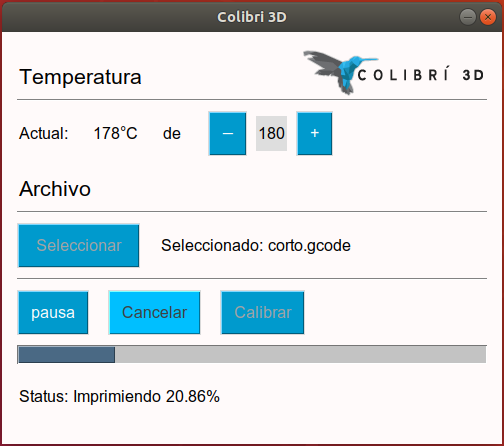 Colibri 3D
COLIBRÍ 3D
Temperatura
Actual: 178°C de – 180 +
Archivo
Seleccionar Seleccionado: corto.gcode
pausa Cancelar Calibrar
Status: Imprimiendo 20.86%